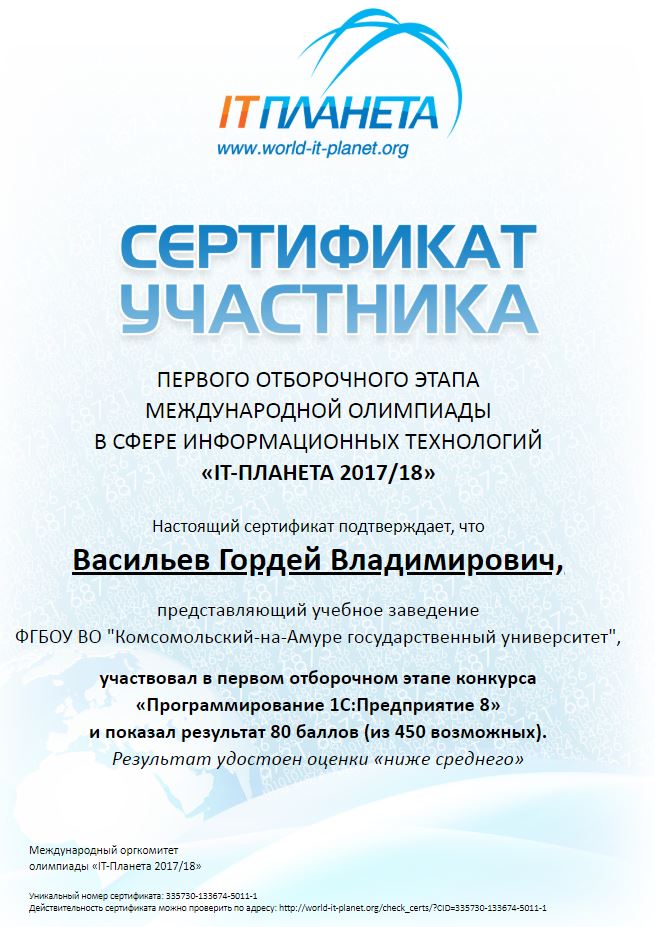 IT ПЛАНЕТА
www.world-it-planet.org
СЕРТИФИКАТ
УЧАСТНИКА
ПЕРВОГО ОТБОРОЧНОГО ЭТАПА
МЕЖДУНАРОДНОЙ ОЛИМПИАДЫ
В СФЕРЕ ИНФОРМАЦИОННЫХ ТЕХНОЛОГИЙ
«IT-ПЛАНЕТА 2017/18»
Настоящий сертификат подтверждает, что
Васильев Гордей Владимирович,
представляющий учебное заведение
ФГБОУ ВО "Комсомольский-на-Амуре государственный университет",
участвовал в первом отборочном этапе конкурса
«Программирование 1С:Предприятие 8»
и показал результат 80 баллов (из 450 возможных).
Результат удостоен оценки «ниже среднего»
Международный оргкомитет
олимпиады «IT-Планета 2017/18»
Уникальный номер сертификата: 335730-133674-5011-1
Действительность сертификата можно проверить по адресу: http://world-it-planet.org/check_certs/?CID=335730-133674-5011-1